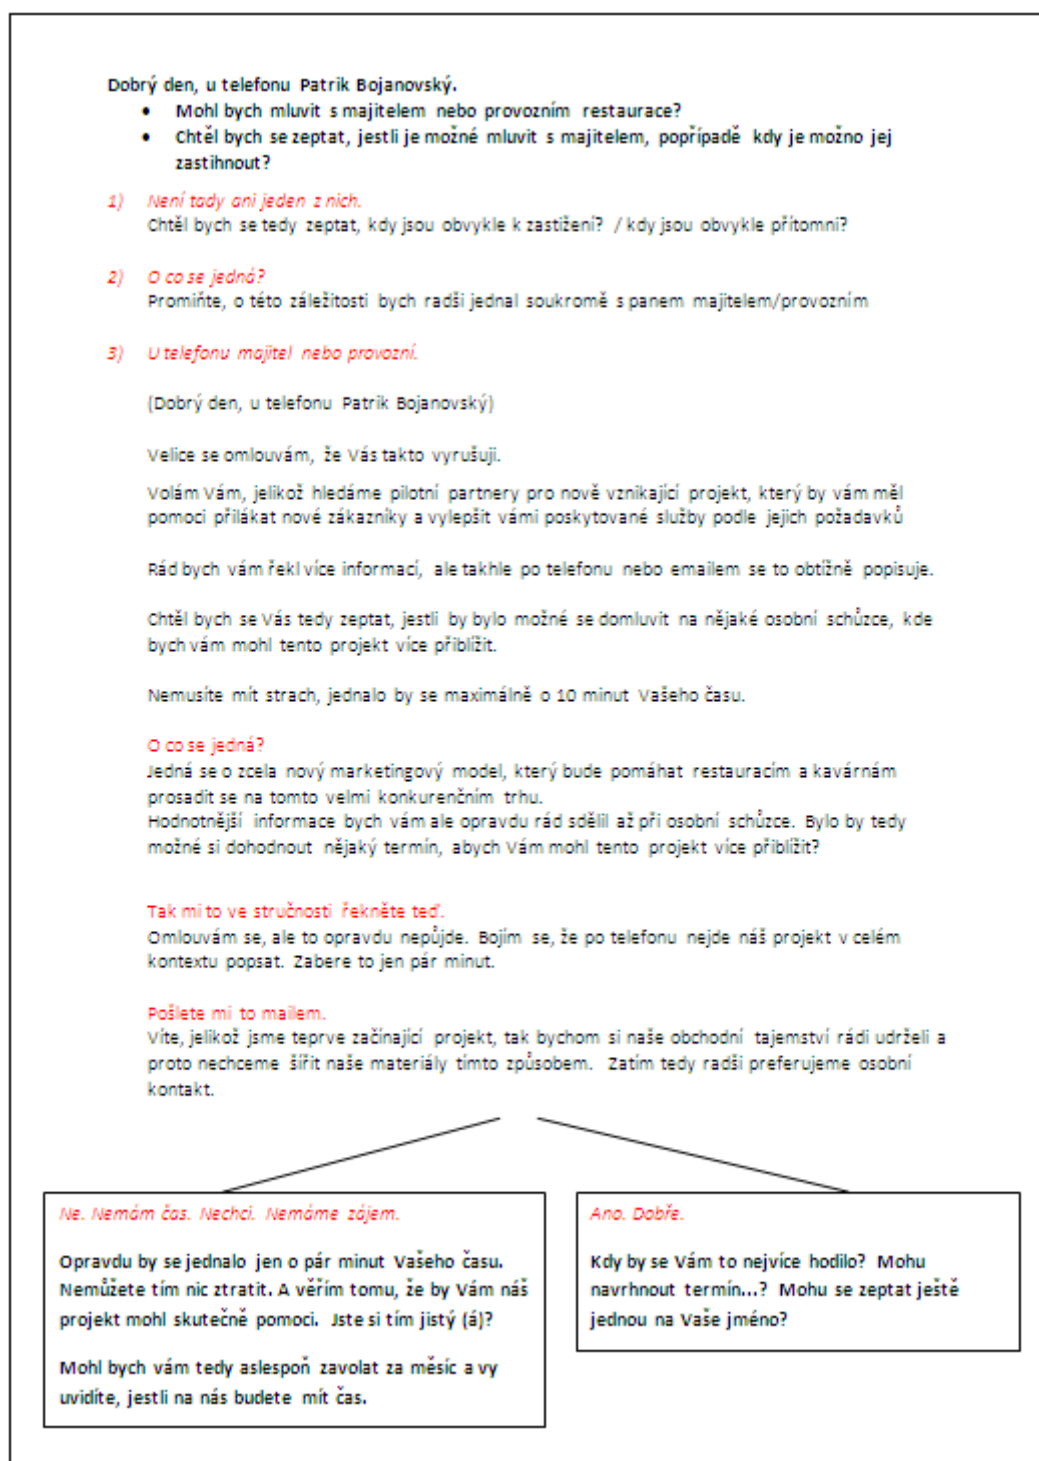 Dobrý den, u telefonu Patrik Bojanovský.
• Mohl bych mluvit s majitelem nebo provozním restaurace?
• Chtěl bych se zeptat, jestli je možné mluvit s majitelem, popřípadě kdy je možno jej
zastihnout?
1) Není tady ani jeden z nich.
Chtěl bych se tedy zeptat, kdy jsou obvykle k zastižení? / kdy jsou obvykle přítomni?
2) O co se jedná?
Promiňte, o této záležitosti bych radši jednal soukromě s panem majitelem/provozním
3) U telefonu majitel nebo provozní.
(Dobrý den, u telefonu Patrik Bojanovský)
Velice se omlouvám, že Vás takto vyrušuji.
Volám Vám, jelikož hledáme pilotní partnery pro nově vznikající projekt, který by vám měl
pomoci přilákat nové zákazníky a vylepšit vámi poskytované služby podle jejich požadavků
Rád bych vám řekl více informací, ale takhle po telefonu nebo emailem se to obtížně popisuje.
Chtěl bych se Vás tedy zeptat, jestli by bylo možné se domluvit na nějaké osobní schůzce, kde
bych vám mohl tento projekt více přiblížit.
Nemusíte mít strach, jednalo by se maximálně o 10 minut Vašeho času.
O co se jedná?
Jedná se o zcela nový marketingový model, který bude pomáhat restauracím a kavárnám
prosadit se na tomto velmi konkurenčním trhu.
Hodnotnější informace bych vám ale opravdu rád sdělil až při osobní schůzce. Bylo by tedy
možné si dohodnout nějaký termín, abych Vám mohl tento projekt více přiblížit?
Tak mi to ve stručnosti řekněte teď.
Omlouvám se, ale to opravdu nepůjde. Bojím se, že po telefonu nejde náš projekt v celém
kontextu popsat. Zabere to jen pár minut.
Pošlete mi to mailem.
Víte, jelikož jsme teprve začínající projekt, tak bychom si naše obchodní tajemství rádi udrželi a
proto nechceme šířit naše materiály tímto způsobem. Zatím tedy radši preferujeme osobní
kontakt.
Ne. Nemám čas. Nechci. Nemáme zájem.
Opravdu by se jednalo jen o pár minut Vašeho času.
Nemůžete tím nic ztratit. A věřím tomu, že by Vám náš
projekt mohl skutečně pomoci. Jste si tím jistý (á)?
Mohl bych vám tedy aslespoň zavolat za měsíc a vy
uvidíte, jestli na nás budete mít čas.
Ano. Dobře.
Kdy by se Vám to nejvíce hodilo? Mohu
navrhnout termín...? Mohu se zeptat ještě
jednou na Vaše jméno?